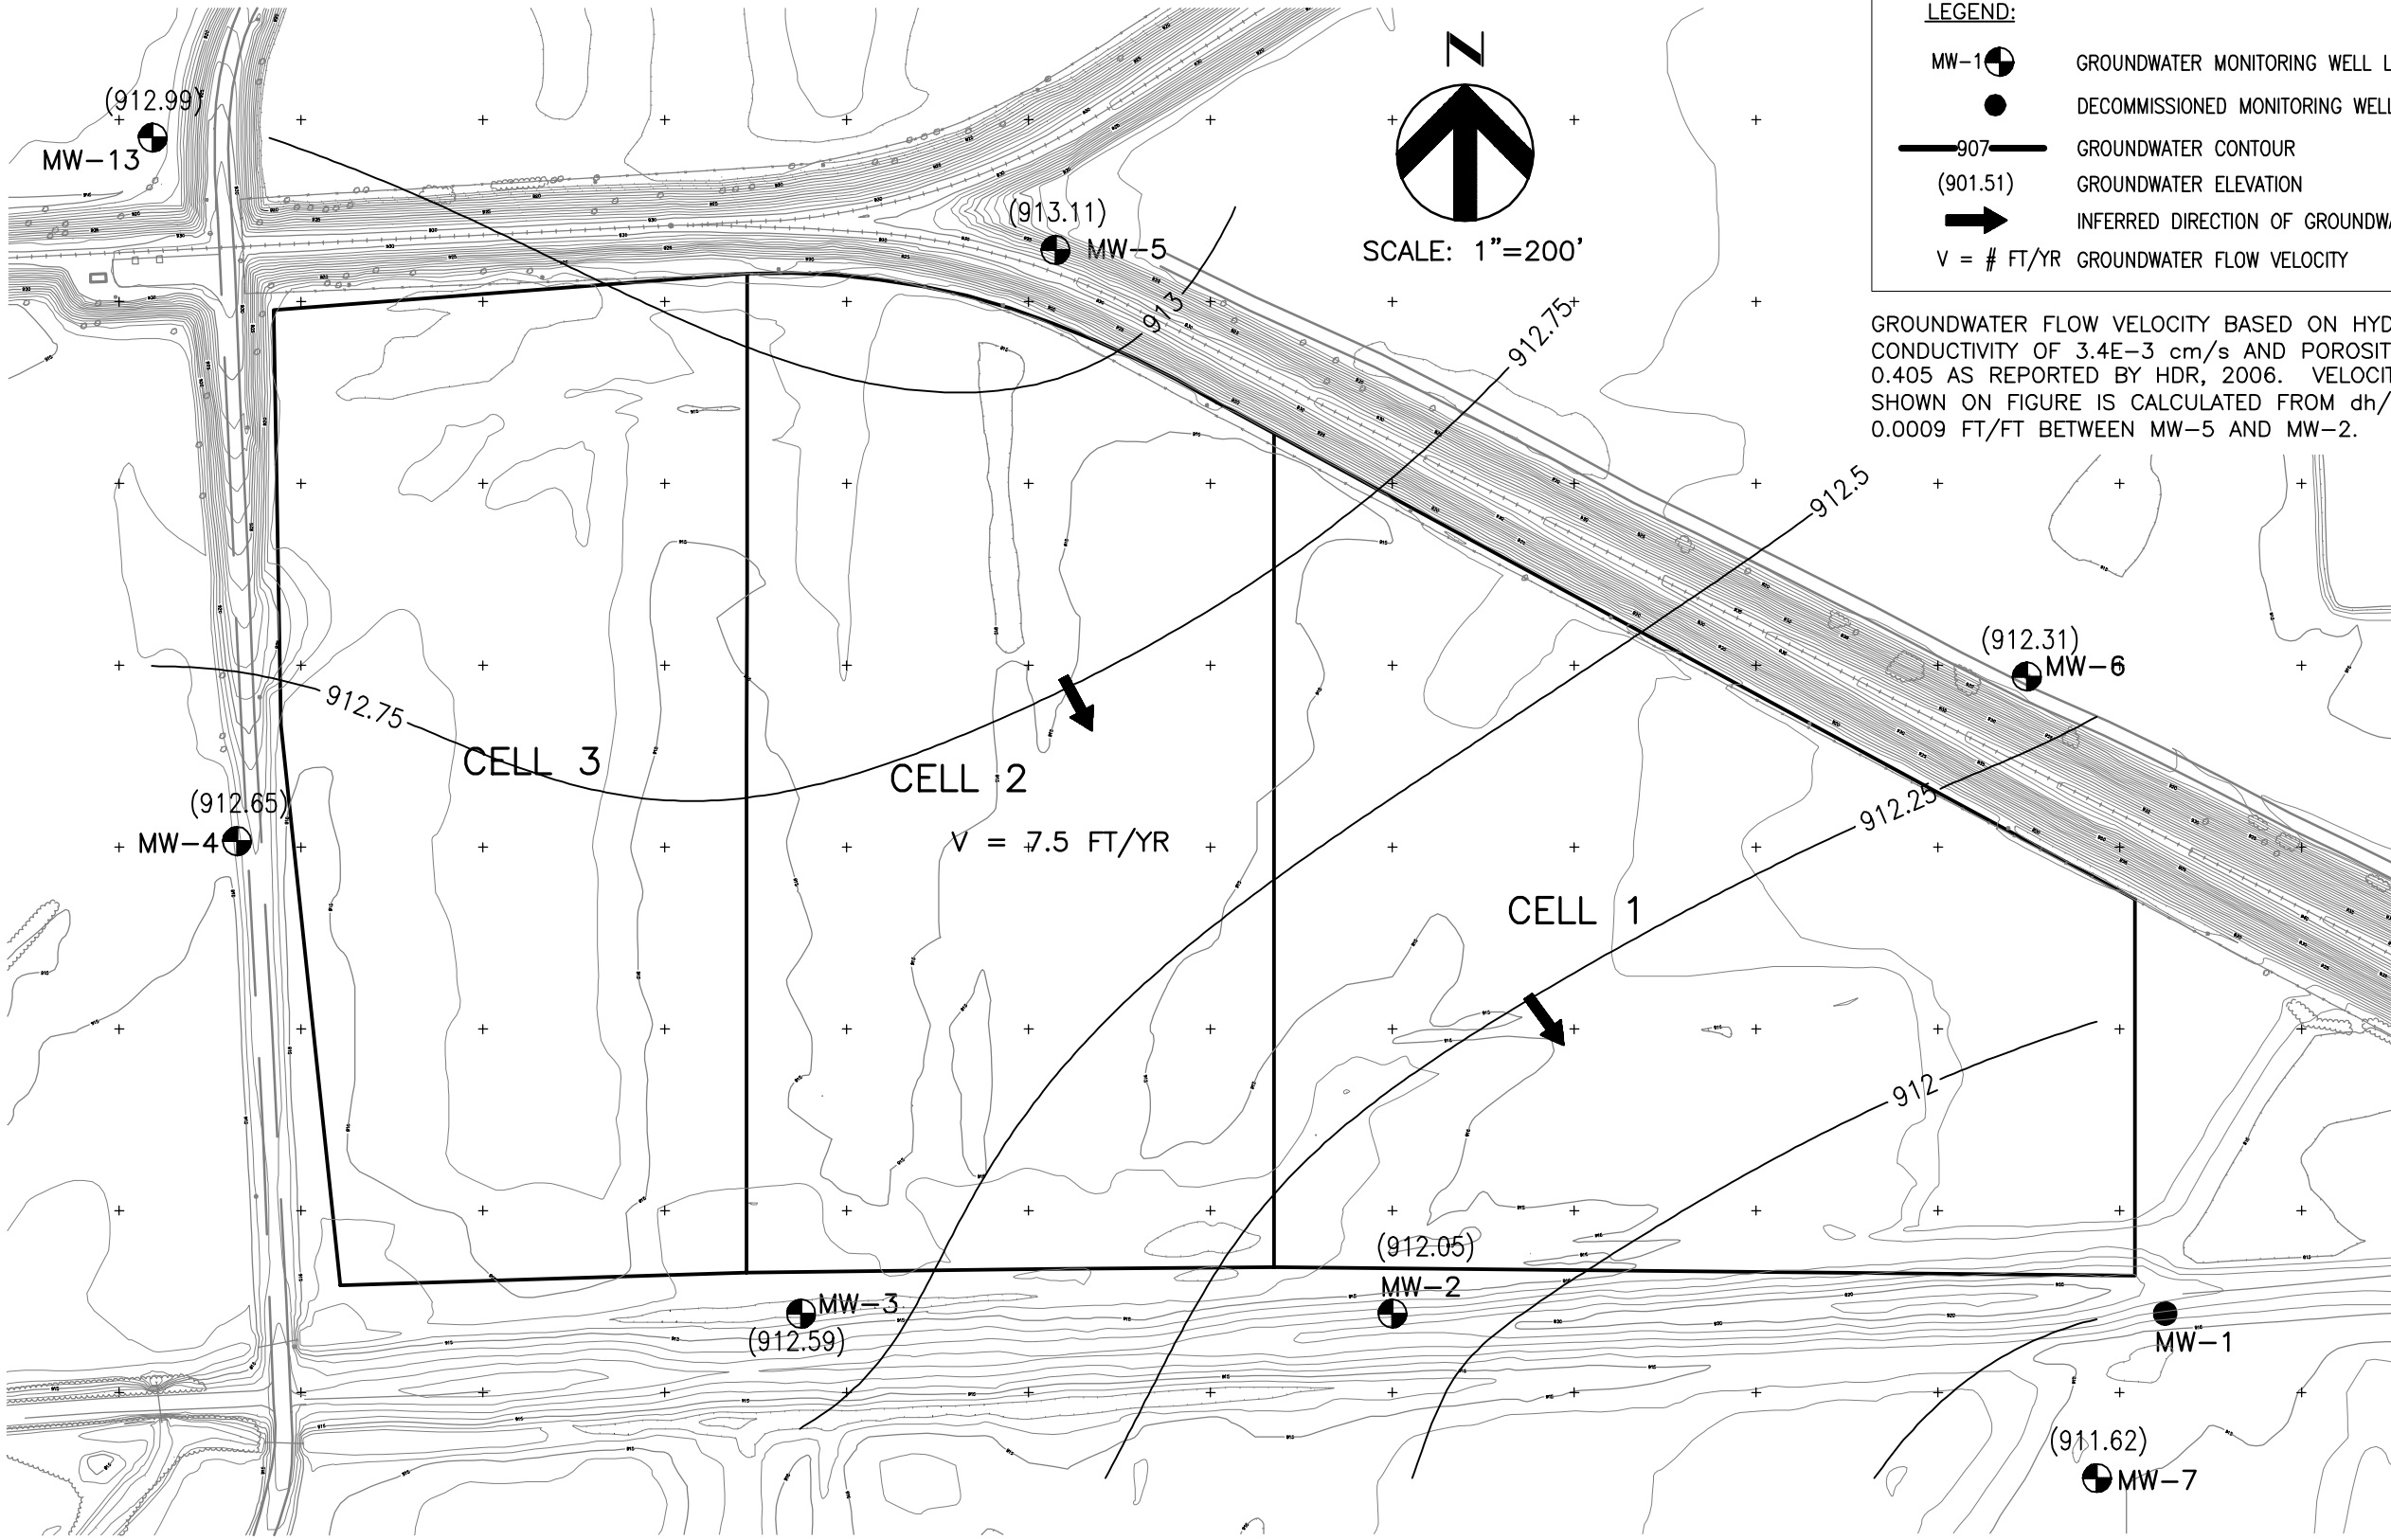 LEGEND:
MW-1 GROUNDWATER MONITORING WELL L
DECOMMISSIONED MONITORING WELL
907 GROUNDWATER CONTOUR
(901.51) GROUNDWATER ELEVATION
INFERRED DIRECTION OF GROUNDWA
V = # FT/YR GROUNDWATER FLOW VELOCITY
GROUNDWATER FLOW VELOCITY BASED ON HYD
CONDUCTIVITY OF 3.4E-3 cm/s AND POROSIT
0.405 AS REPORTED BY HDR, 2006. VELOCIT
SHOWN ON FIGURE IS CALCULATED FROM dh/
0.0009 FT/FT BETWEEN MW-5 AND MW-2.
N
SCALE: 1"=200'
(912.99)
MW-13
(913.11)
MW-5
913
912.75
912.5
(912.31)
MW-6
912.75
CELL 3
CELL 2
(912.65)
MW-4
V = 7.5 FT/YR
912.25
CELL 1
912
(912.05)
MW-2
MW-3
(912.59)
MW-1
(911.62)
MW-7